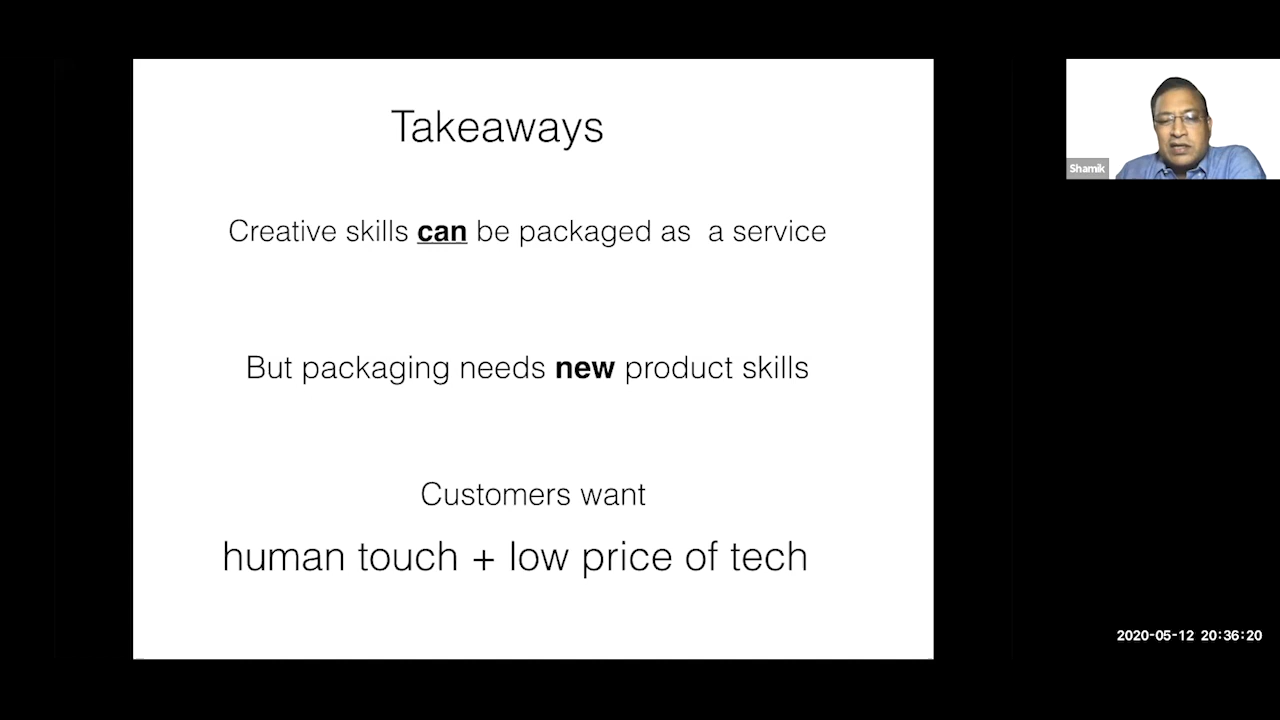 Takeaways
Creative skills can be packaged as  a service
But packaging needs new product skills
Customers want
human touch + low price of tech
Shamik
2020-05-12 20:36:20